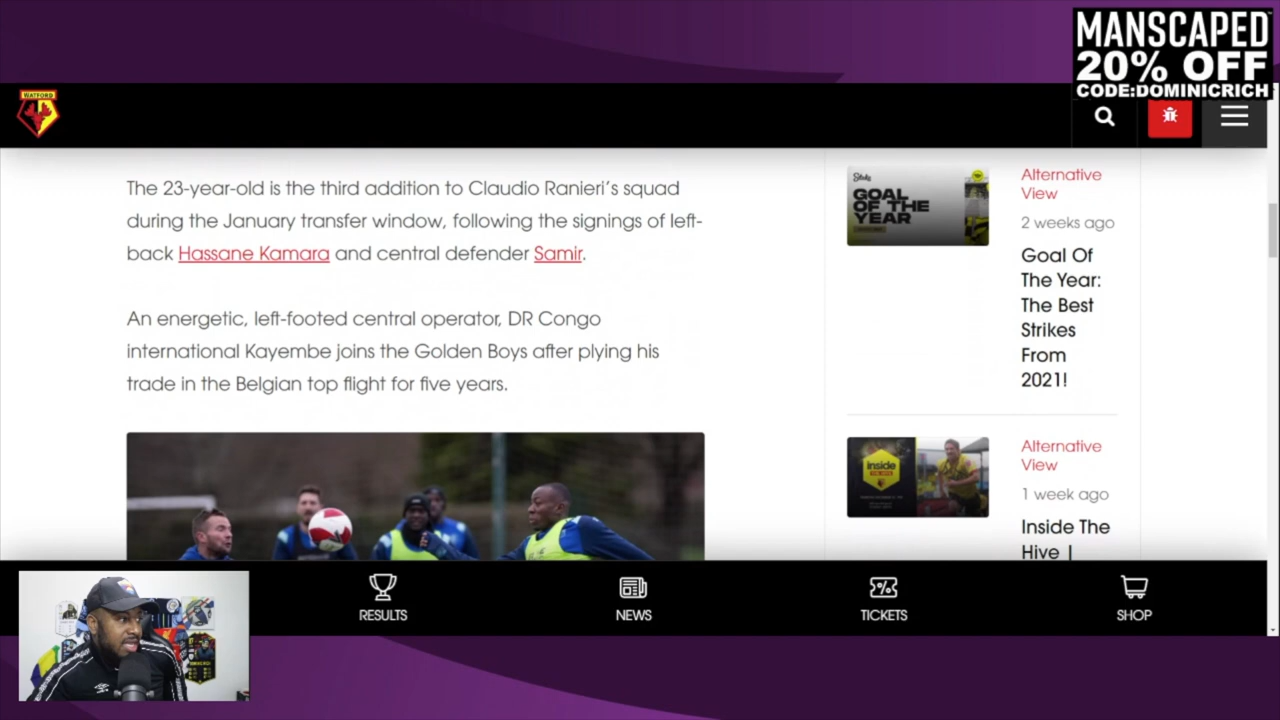 MANSCAPED
20% OFF
CODE:DOMINICRICH
WATFORD
The 23-year-old is the third addition to Claudio Ranieri’s squad
during the January transfer window, following the signings of left-
back Hassane Kamara and central defender Samir.
An energetic, left-footed central operator, DR Congo
international Kayembe joins the Golden Boys after plying his
trade in the Belgian top flight for five years.
GOAL
OF THE
YEAR
Alternative
View
2 weeks ago
Goal Of
The Year:
The Best
Strikes
From
2021!
inside
Alternative
View
1 week ago
Inside The
Hive |
RESULTS
NEWS
TICKETS
SHOP